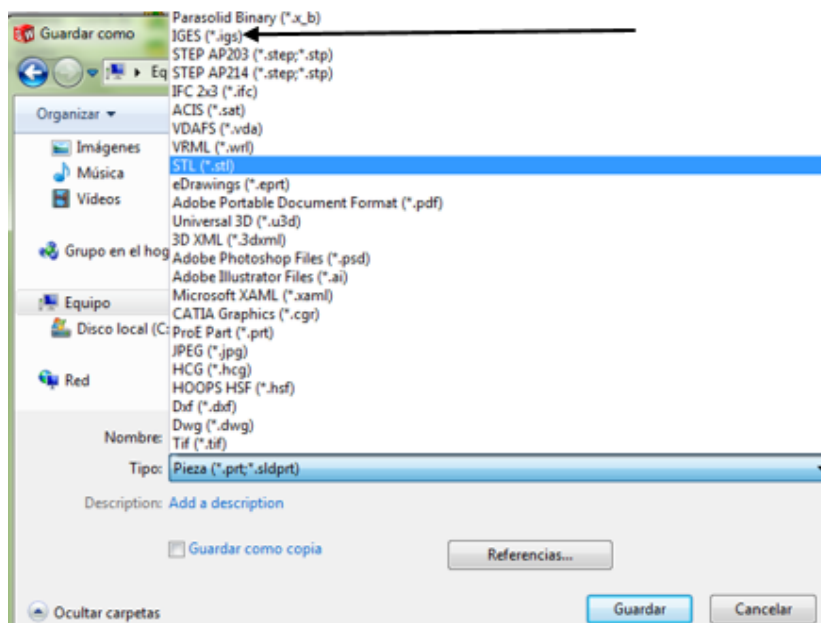 Parasolid Binary (*.x_b)
Guardar como
IGES (*.igs)
STEP AP203 (*.step;*.stp)
Eq
STEP AP214 (*.step;*.stp)
IFC 2x3 (*.ifc)
Organizar
ACIS (*.sat)
VDAFS (*.vda)
Imágenes
VRML (*.wrl)
Música
STL (*.stl)
eDrawings (*.eprt)
Vídeos
Adobe Portable Document Format (*.pdf)
Universal 3D (*.u3d)
3D XML (*.3dxml)
Grupo en el hog
Adobe Photoshop Files (*.psd)
Adobe Illustrator Files (*.ai)
Microsoft XAML (*.xaml)
Equipo
CATIA Graphics (*.cgr)
Disco local (C:
ProE Part (*.prt)
JPEG (*.jpg)
HCG (*.hcg)
Red
HOOPS HSF (*.hsf)
Dxf (*.dxf)
Dwg (*.dwg)
Nombre:
Tif (*.tif)
Tipo: Pieza (*.prt;*.sldprt)
Description: Add a description
Guardar como copia
Referencias...
Ocultar carpetas
Guardar
Cancelar